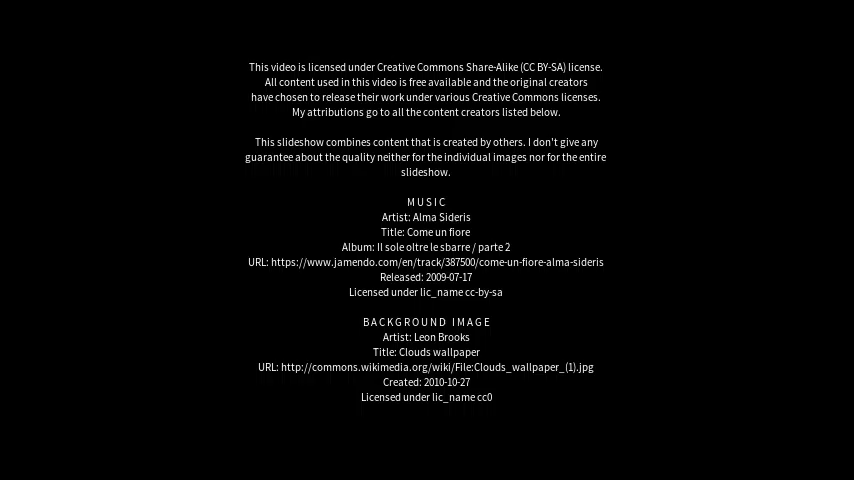 This video is licensed under Creative Commons Share-Alike (CC BY-SA) license.
All content used in this video is free available and the original creators
have chosen to release their work under various Creative Commons licenses.
My attributions go to all the content creators listed below.
This slideshow combines content that is created by others. I don't give any
guarantee about the quality neither for the individual images nor for the entire
slideshow.
MUSIC
Artist: Alma Sideris
Title: Come un fiore
Album: Il sole oltre le sbarre / parte 2
URL: https://www.jamendo.com/en/track/387500/come-un-fiore-alma-sideris
Released: 2009-07-17
Licensed under lic_name cc-by-sa
BACKGROUND IMAGE
Artist: Leon Brooks
Title: Clouds wallpaper
URL: http://commons.wikimedia.org/wiki/File:Clouds_wallpaper_(1).jpg
Created: 2010-10-27
Licensed under lic_name cc0